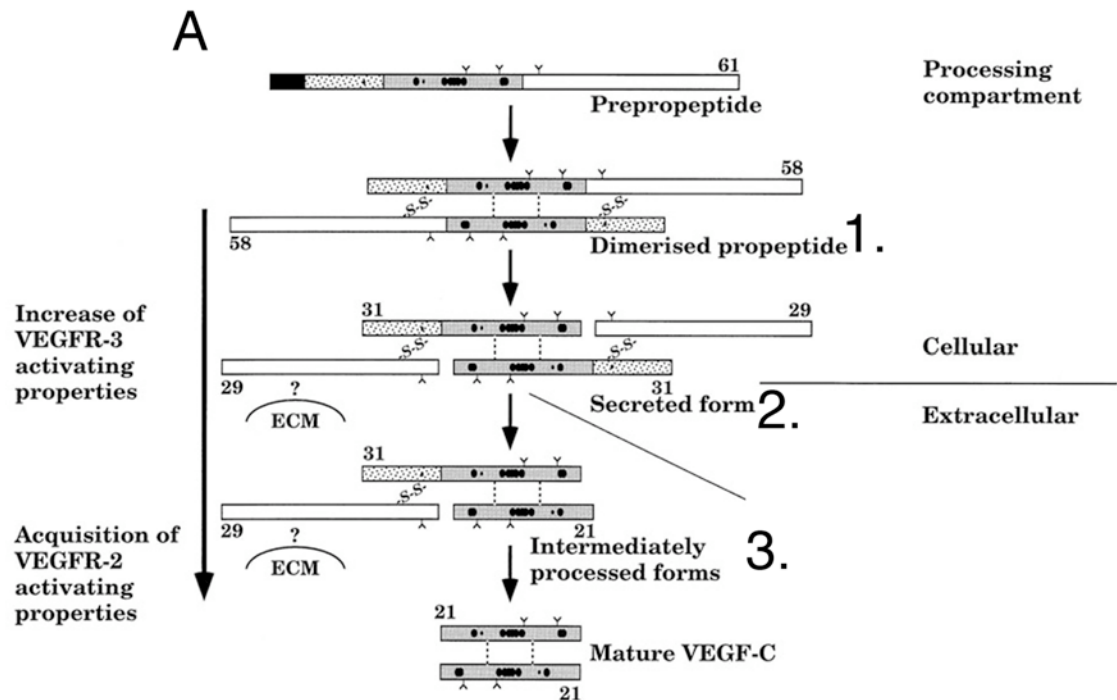 A
61
Prepropeptide
Processing
compartment
58
-S-S-
-S-S-
58
Dimerised propeptide 1.
Increase of
VEGFR-3
activating
properties
31
29
-S-S-
-S-S-
29
31
?
ECM
Secreted form 2.
Cellular
Extracellular
31
-S-S-
29
21
?
ECM
Intermediately
processed forms
3.
Acquisition of
VEGFR-2
activating
properties
21
Mature VEGF-C
21